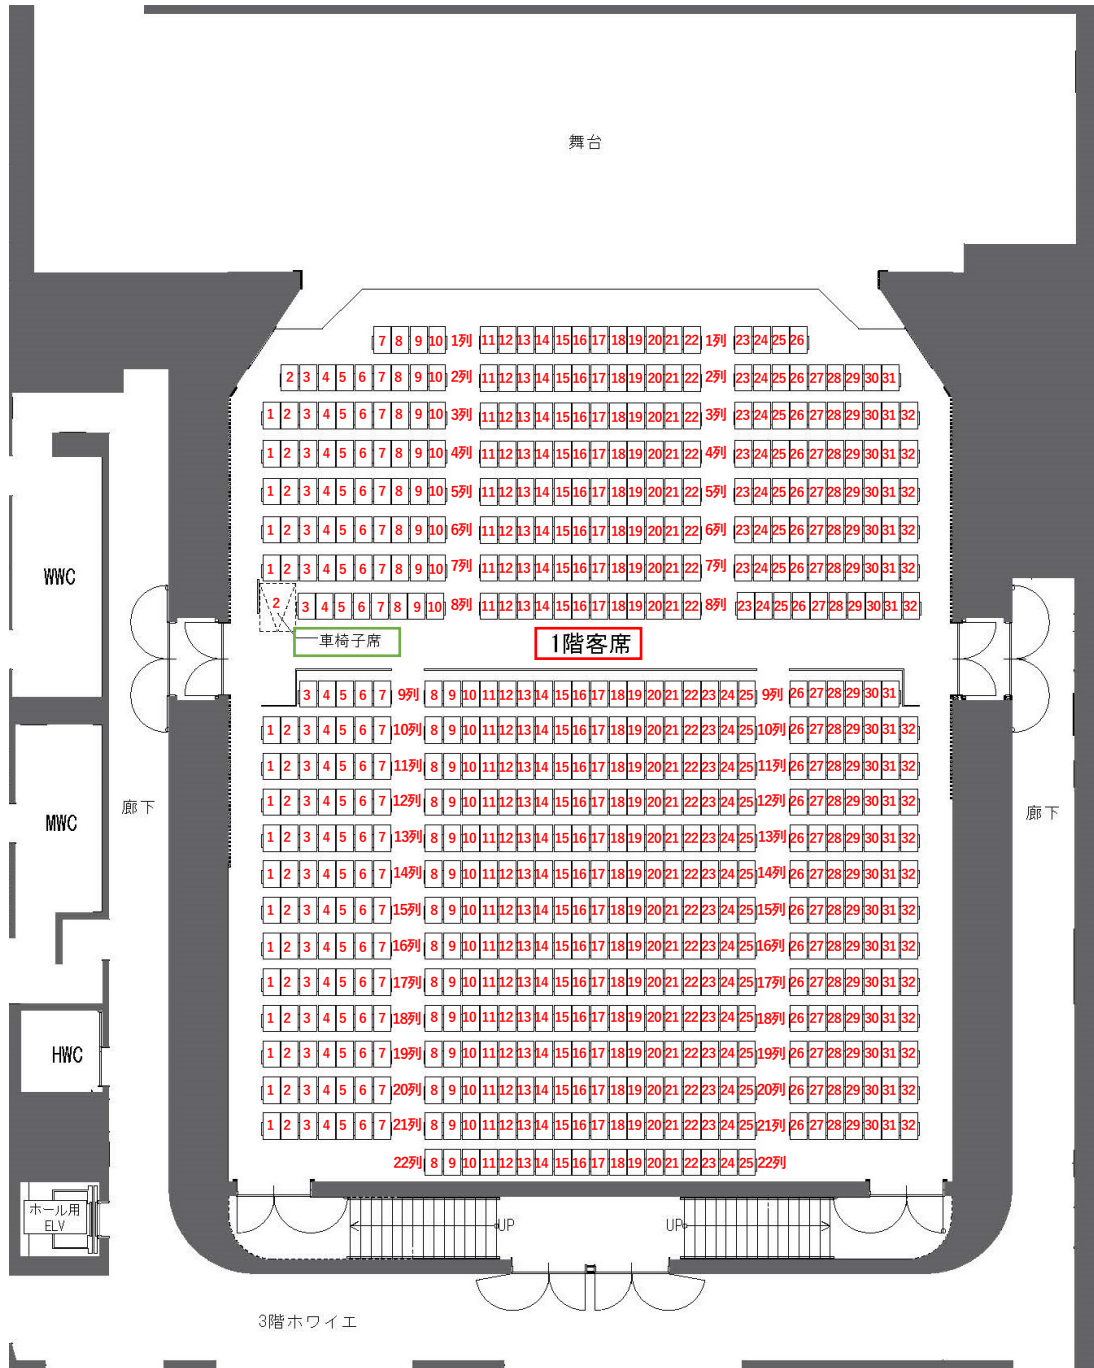 舞台
7 8 9 10 1列 11 12 13 14 15 16 17 18 19 20 21 22 1列 23 24 25 26
2 3 4 5 6 7 8 9 10 2列 11 12 13 14 15 16 17 18 19 20 21 22 2列 23 24 25 26 27 28 29 30 31
1 2 3 4 5 6 7 8 9 10 3列 11 12 13 14 15 16 17 18 19 20 21 22 3列 23 24 25 26 27 28 29 30 31 32
1 2 3 4 5 6 7 8 9 10 4列 11 12 13 14 15 16 17 18 19 20 21 22 4列 23 24 25 26 27 28 29 30 31 32
1 2 3 4 5 6 7 8 9 10 5列 11 12 13 14 15 16 17 18 19 20 21 22 5列 23 24 25 26 27 28 29 30 31 32
1 2 3 4 5 6 7 8 9 10 6列 11 12 13 14 15 16 17 18 19 20 21 22 6列 23 24 25 26 27 28 29 30 31 32
1 2 3 4 5 6 7 8 9 10 7列 11 12 13 14 15 16 17 18 19 20 21 22 7列 23 24 25 26 27 28 29 30 31 32
WWC
2 3 4 5 6 7 8 9 10 8列 11 12 13 14 15 16 17 18 19 20 21 22 8列 23 24 25 26 27 28 29 30 31 32
車椅子席
1階客席
3 4 5 6 7 9列 8 9 10 11 12 13 14 15 16 17 18 19 20 21 22 23 24 25 9列 26 27 28 29 30 31
1 2 3 4 5 6 7 10列 8 9 10 11 12 13 14 15 16 17 18 19 20 21 22 23 24 25 10列 26 27 28 29 30 31 32
1 2 3 4 5 6 7 11列 8 9 10 11 12 13 14 15 16 17 18 19 20 21 22 23 24 25 11列 26 27 28 29 30 31 32
1 2 3 4 5 6 7 12列 8 9 10 11 12 13 14 15 16 17 18 19 20 21 22 23 24 25 12列 26 27 28 29 30 31 32
廊下
廊下
MWC
1 2 3 4 5 6 7 13列 8 9 10 11 12 13 14 15 16 17 18 19 20 21 22 23 24 25 13列 26 27 28 29 30 31 32
1 2 3 4 5 6 7 14列 8 9 10 11 12 13 14 15 16 17 18 19 20 21 22 23 24 25 14列 26 27 28 29 30 31 32
1 2 3 4 5 6 7 15列 8 9 10 11 12 13 14 15 16 17 18 19 20 21 22 23 24 25 15列 26 27 28 29 30 31 32
1 2 3 4 5 6 7 16列 8 9 10 11 12 13 14 15 16 17 18 19 20 21 22 23 24 25 16列 26 27 28 29 30 31 32
1 2 3 4 5 6 7 17列 8 9 10 11 12 13 14 15 16 17 18 19 20 21 22 23 24 25 17列 26 27 28 29 30 31 32
1 2 3 4 5 6 7 18列 8 9 10 11 12 13 14 15 16 17 18 19 20 21 22 23 24 25 18列 26 27 28 29 30 31 32
HWC
1 2 3 4 5 6 7 19列 8 9 10 11 12 13 14 15 16 17 18 19 20 21 22 23 24 25 19列 26 27 28 29 30 31 32
1 2 3 4 5 6 7 20列 8 9 10 11 12 13 14 15 16 17 18 19 20 21 22 23 24 25 20列 26 27 28 29 30 31 32
1 2 3 4 5 6 7 21列 8 9 10 11 12 13 14 15 16 17 18 19 20 21 22 23 24 25 21列 26 27 28 29 30 31 32
22列 8 9 10 11 12 13 14 15 16 17 18 19 20 21 22 23 24 25 22列
ホール用
ELV
UP
UP
3階ホワイエ